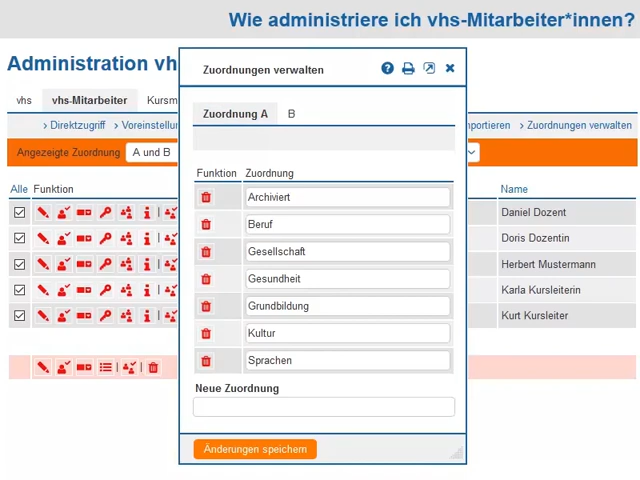 Wie administriere ich vhs-Mitarbeiter*innen?
Administration vh
Zuordnungen verwalten
vhs vhs-Mitarbeiter Kursm
Zuordnung A B
Direktzugriff Voreinstellun
mportieren Zuordnungen verwalten
Angezeigte Zuordnung A und B
Alle Funktion
Funktion Zuordnung
Name
Archiviert
Beruf
Gesellschaft
Gesundheit
Grundbildung
Kultur
Sprachen
Daniel Dozent
Doris Dozentin
Herbert Mustermann
Karla Kursleiterin
Kurt Kursleiter
Neue Zuordnung
Änderungen speichern